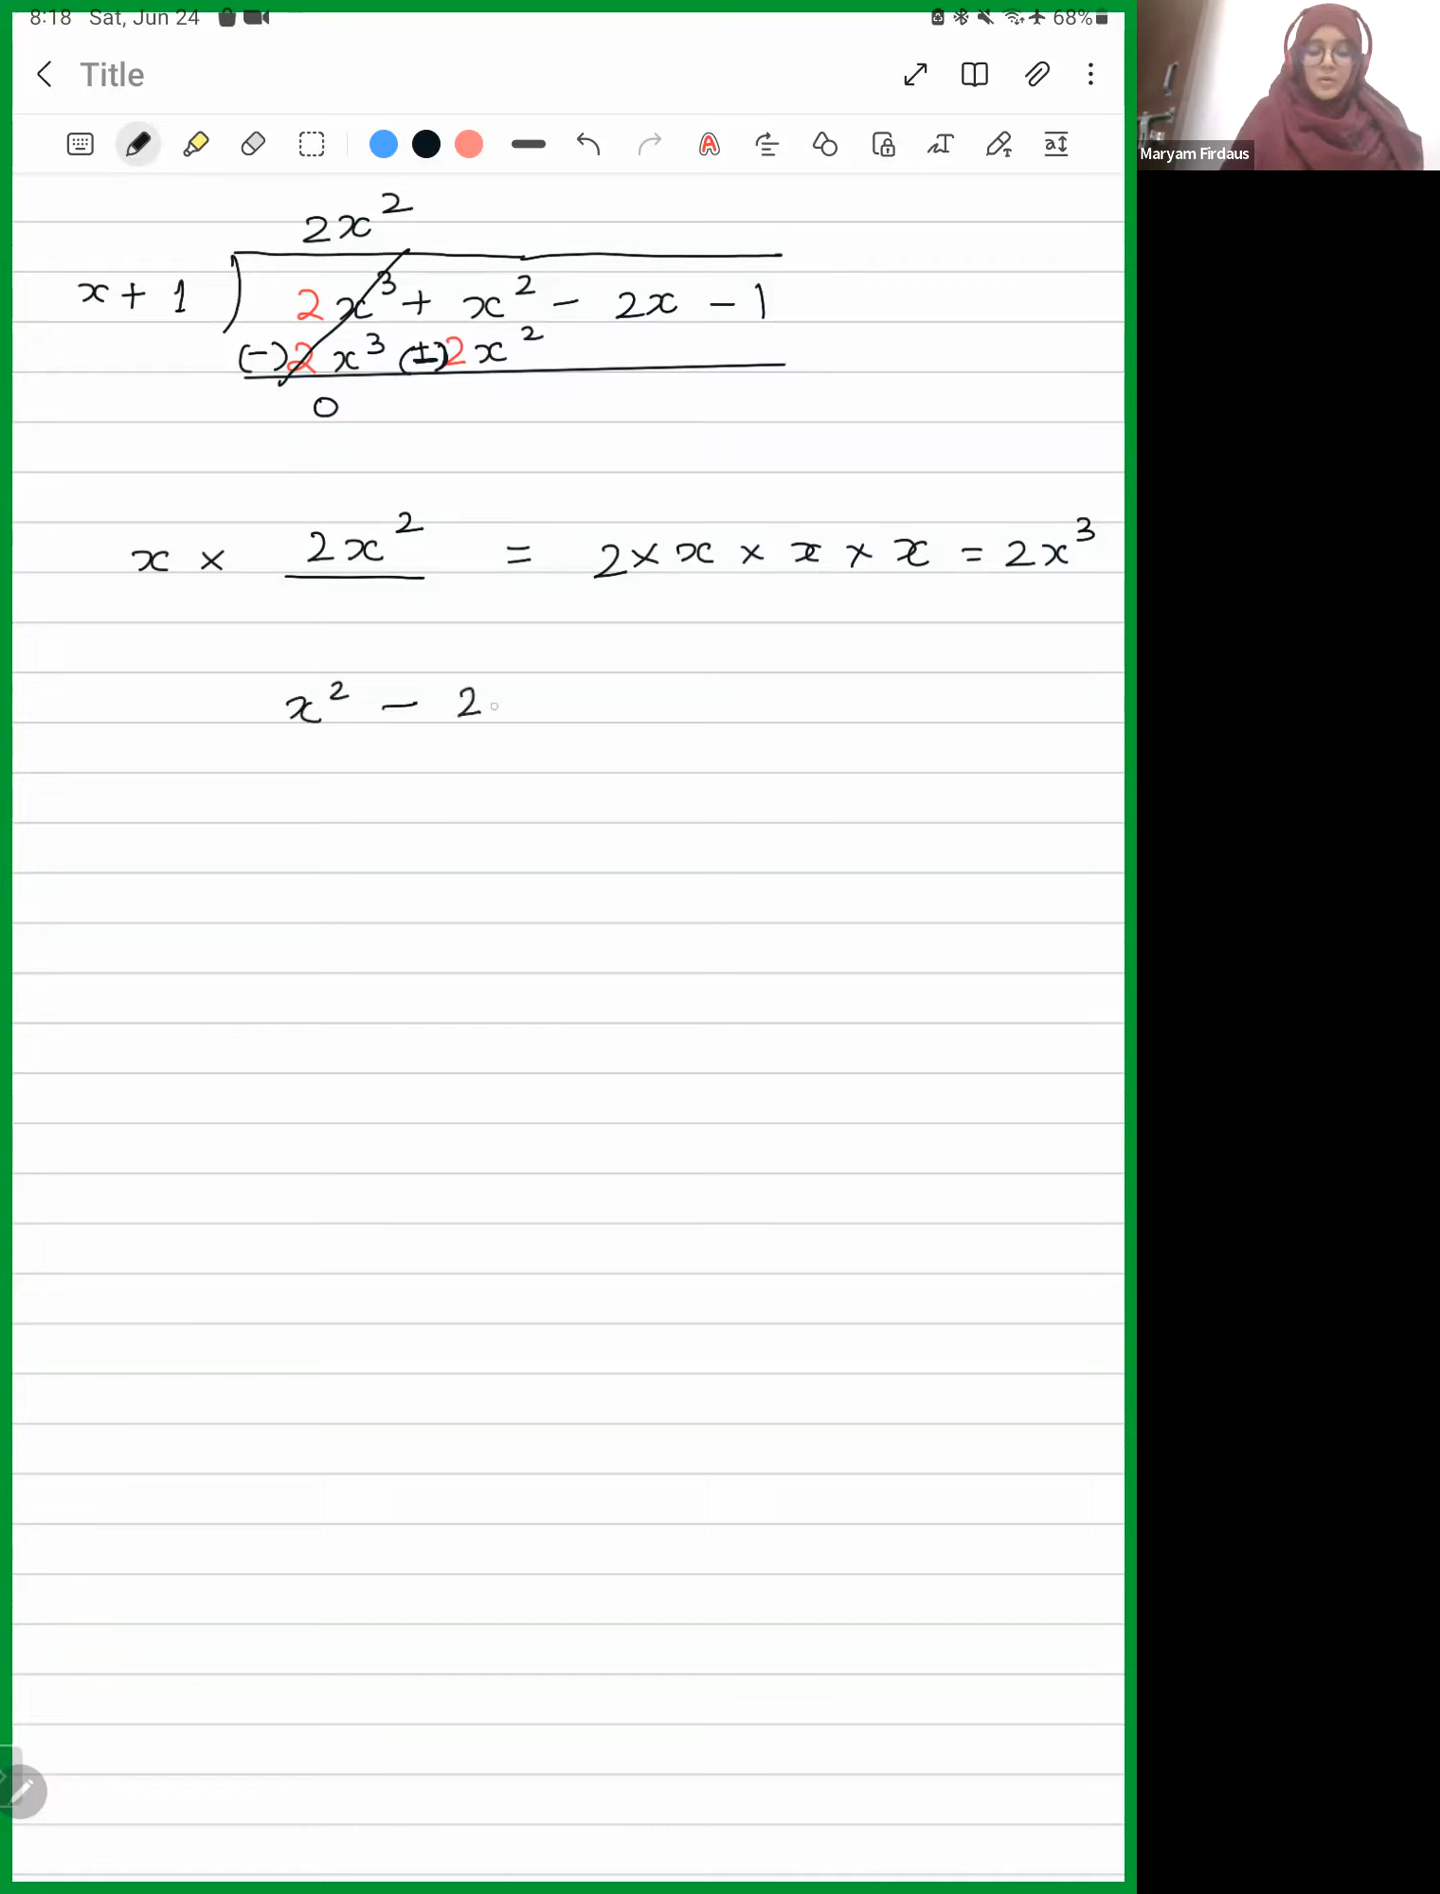 8:18 Sat, Jun 24 68%
Title
Maryam Firdaus
2x²
x + 1 ) 2x³ + x² - 2x - 1
(-) 2x³ (±) 2x²
0
x × 2x² = 2 × x × x × x = 2x³
x² - 2